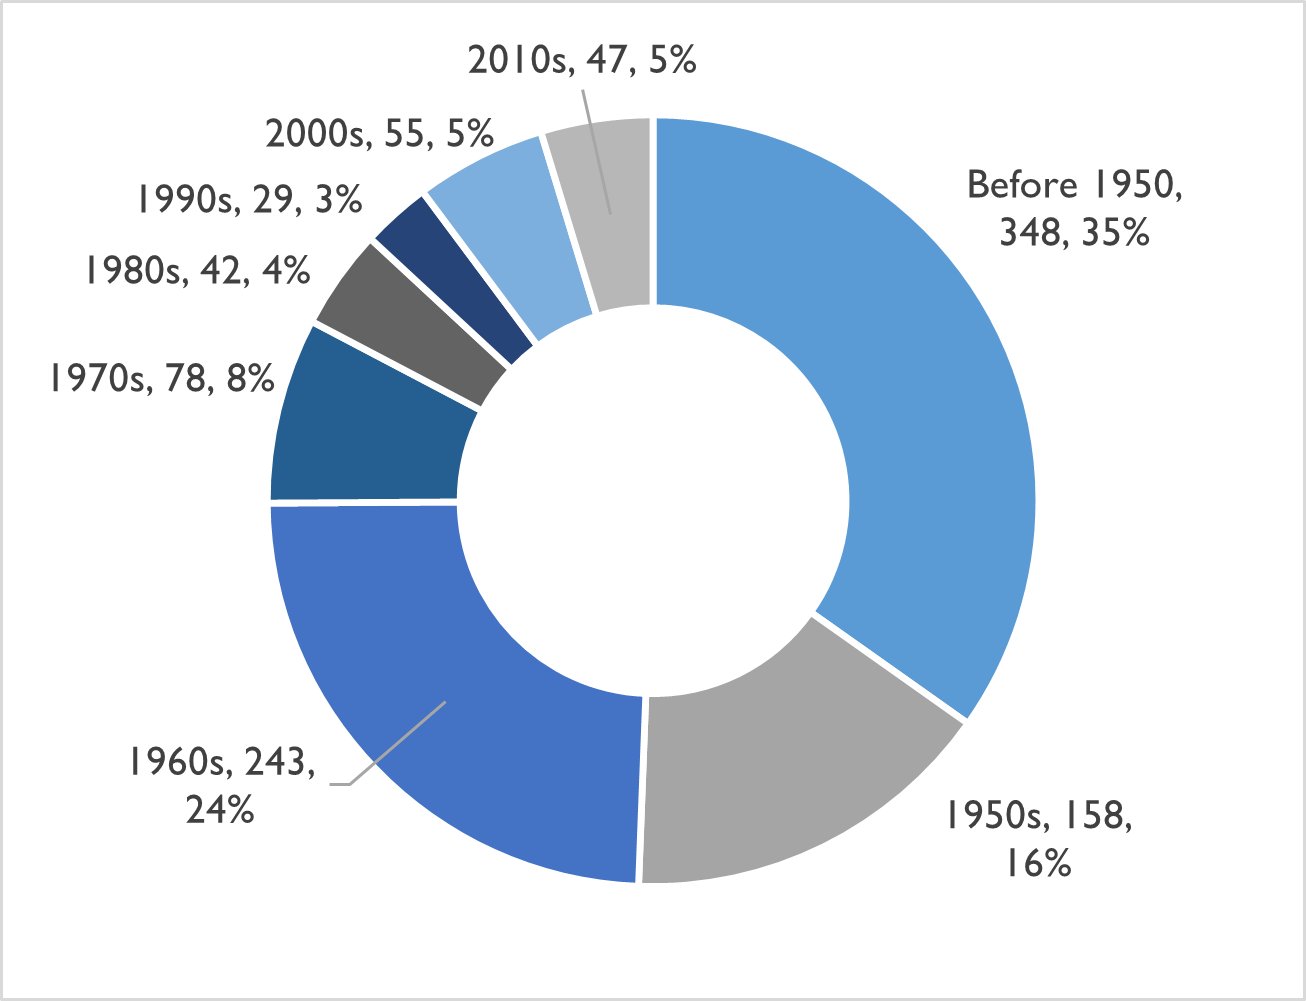 2010s, 47, 5%
2000s, 55, 5%
1990s, 29, 3%
1980s, 42, 4%
1970s, 78, 8%
1960s, 243,
24%
Before 1950,
348, 35%
1950s, 158,
16%